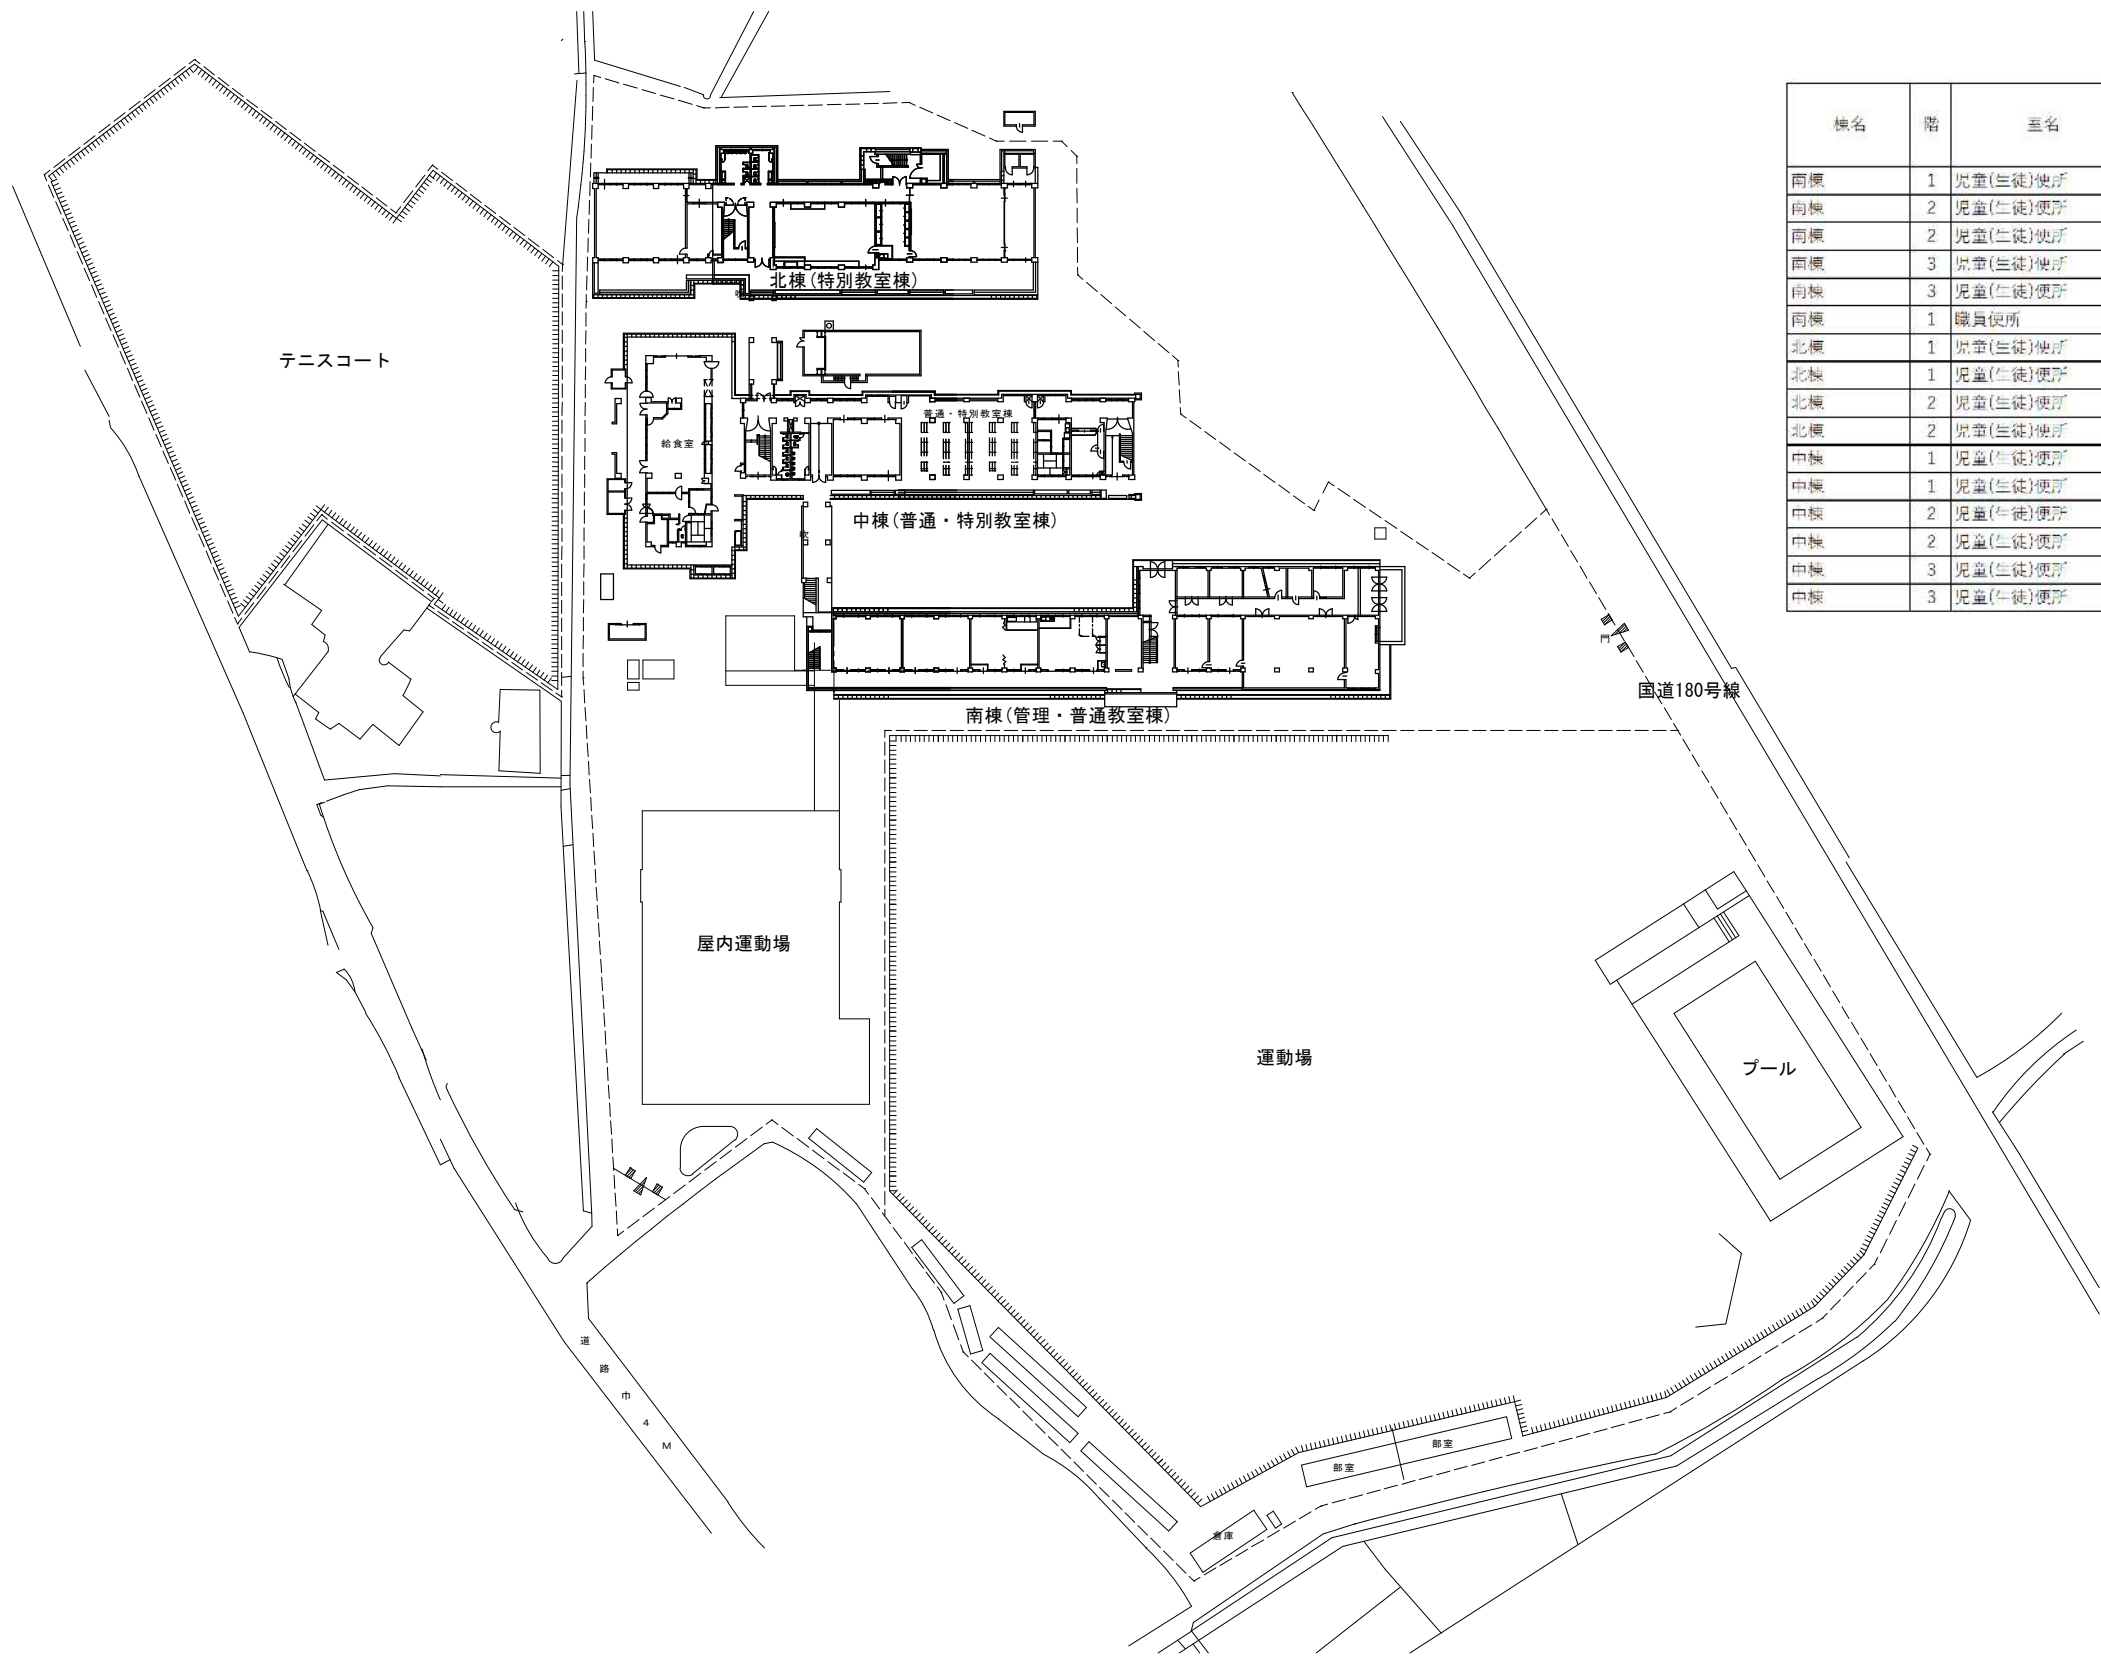 棟名 階 室名
南棟 1 児童(生徒)便所
南棟 2 児童(生徒)便所
南棟 2 児童(生徒)便所
南棟 3 児童(生徒)便所
南棟 3 児童(生徒)便所
南棟 1 職員便所
北棟 1 児童(生徒)便所
北棟 1 児童(生徒)便所
北棟 2 児童(生徒)便所
北棟 2 児童(生徒)便所
中棟 1 児童(生徒)便所
中棟 1 児童(生徒)便所
中棟 2 児童(生徒)便所
中棟 2 児童(生徒)便所
中棟 3 児童(生徒)便所
中棟 3 児童(生徒)便所
北棟(特別教室棟)
テニスコート
普通・特別教室棟
給食室
中棟(普通・特別教室棟)
門
国道180号線
南棟(管理・普通教室棟)
屋内運動場
運動場
プール
道路巾4M
部室
部室
倉庫